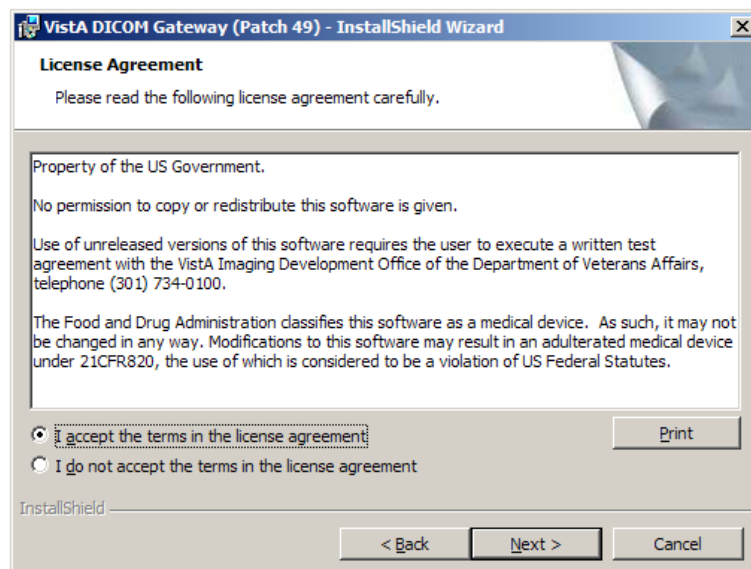 VistA DICOM Gateway (Patch 49) - InstallShield Wizard
License Agreement
Please read the following license agreement carefully.
Property of the US Government.
No permission to copy or redistribute this software is given.
Use of unreleased versions of this software requires the user to execute a written test
agreement with the VistA Imaging Development Office of the Department of Veterans Affairs,
telephone (301) 734-0100.
The Food and Drug Administration classifies this software as a medical device.  As such, it may not
be changed in any way. Modifications to this software may result in an adulterated medical device
under 21CFR820, the use of which is considered to be a violation of US Federal Statutes.
I accept the terms in the license agreement
Print
I do not accept the terms in the license agreement
InstallShield
< Back
Next >
Cancel